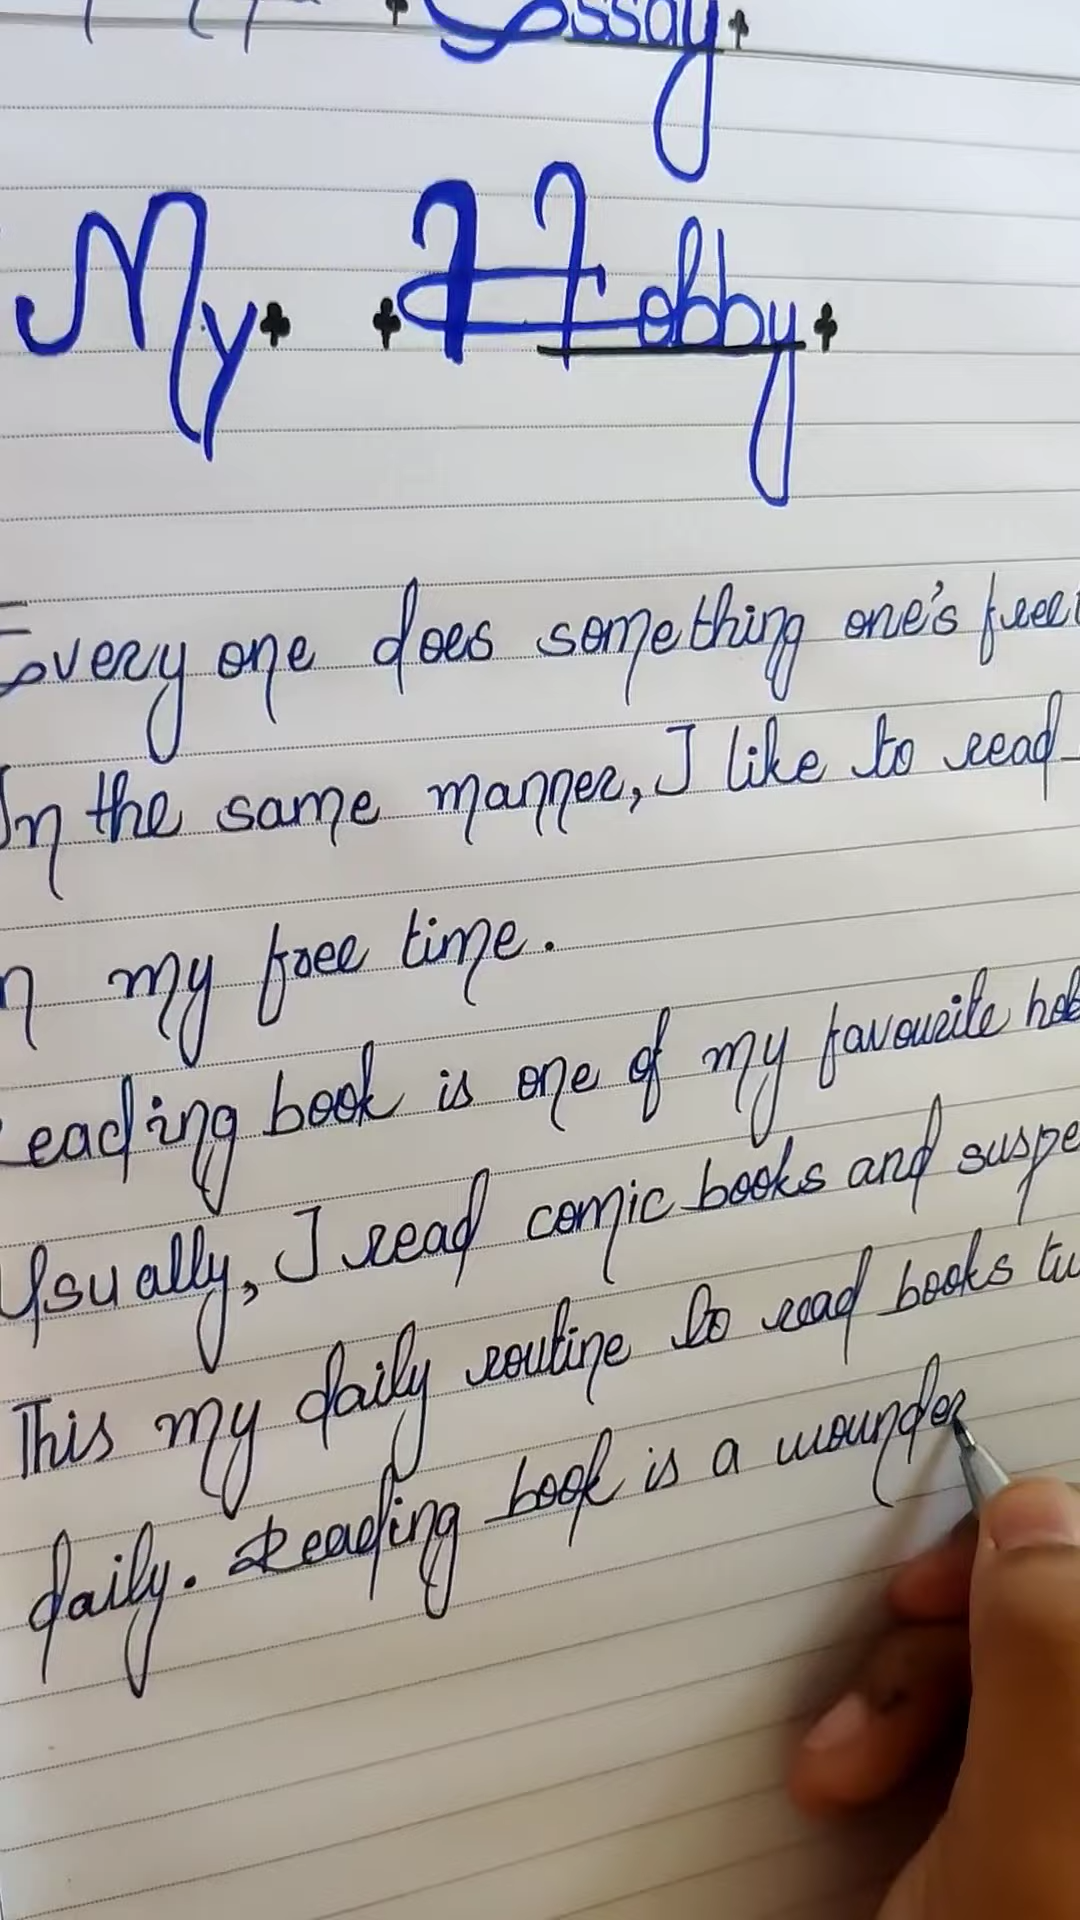 Essay
My Hobby
Every one does something one's free
In the same manner, I like to read
my free time.
eading book is one of my favourite hob
Usually, I read comic books and suspe
This my daily routine to read books tw
daily. Reading book is a wounder